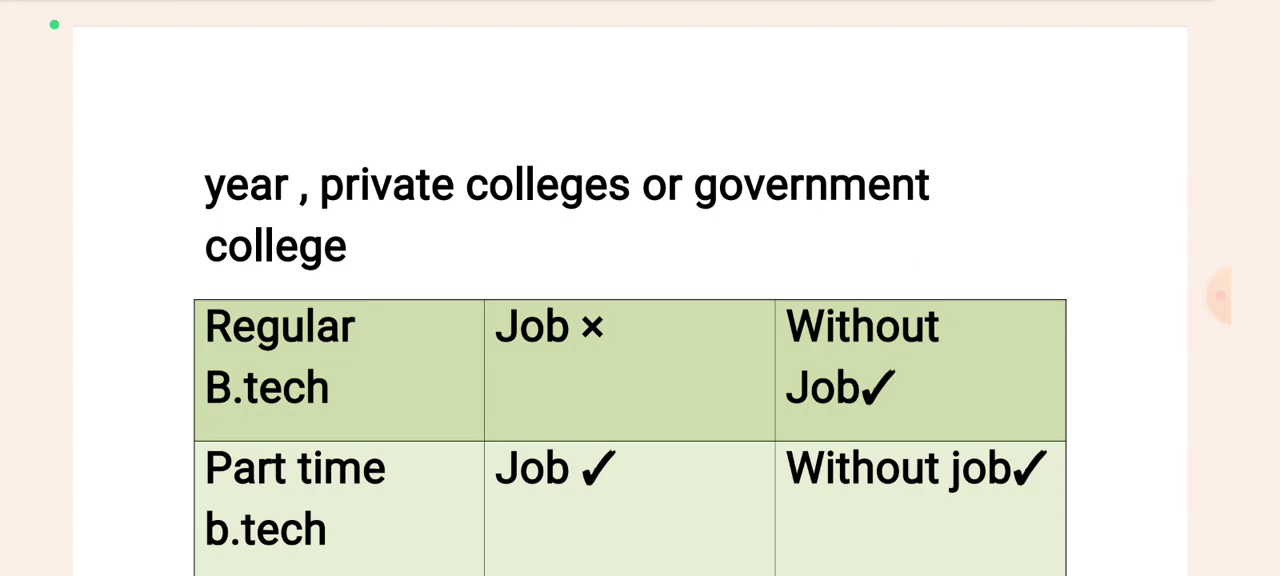 year , private colleges or government
college
Regular
B.tech
Job ×
Without
Job✓
Part time
b.tech
Job ✓
Without job✓